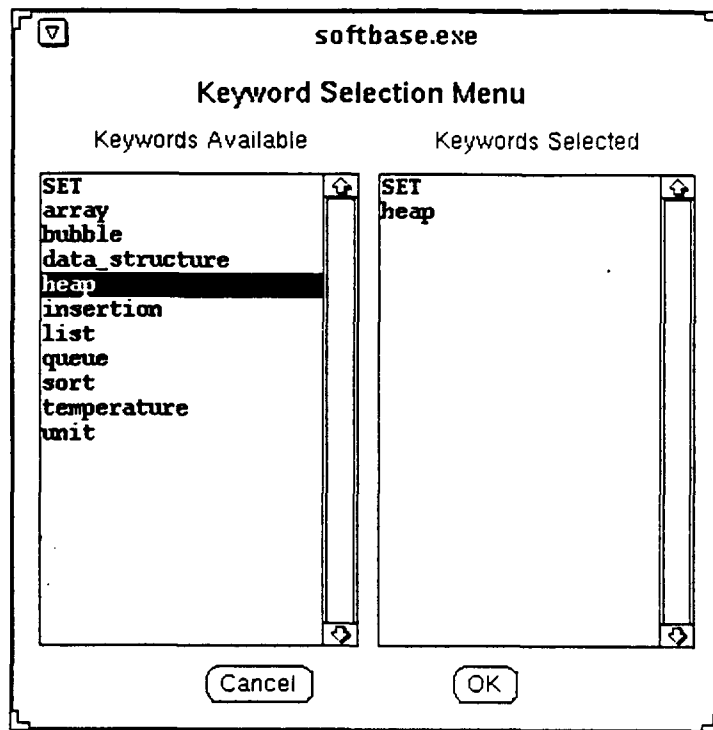 softbase.exe
Keyword Selection Menu
Keywords Available
Keywords Selected
SET
array
bubble
data_structure
heap
insertion
list
queue
sort
temperature
unit
SET
heap
Cancel
OK